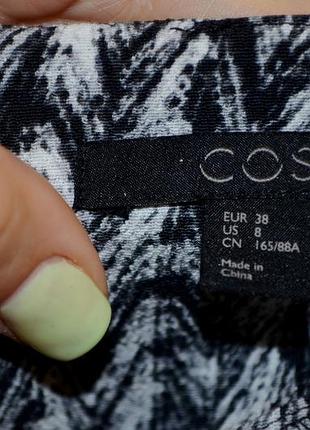 COS
EUR 38
US 8
CN 165/88A
Made in
China